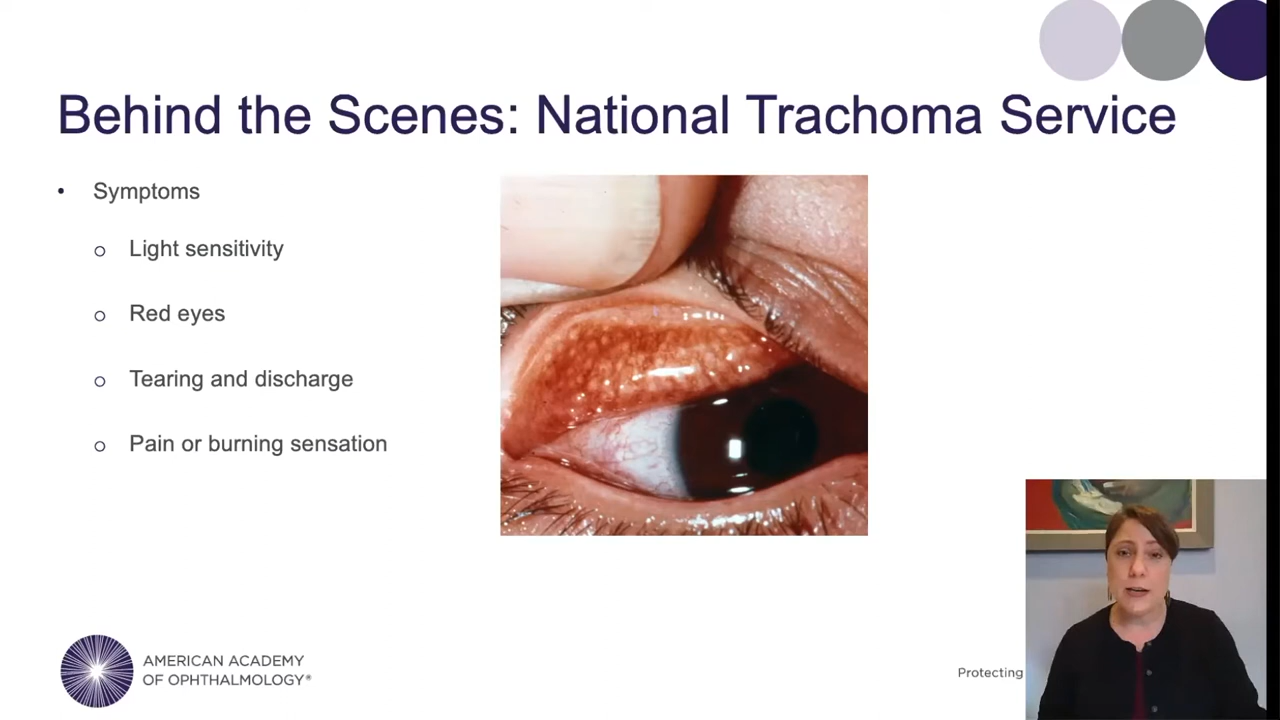 Behind the Scenes: National Trachoma Service
• Symptoms
o Light sensitivity
o Red eyes
o Tearing and discharge
o Pain or burning sensation
AMERICAN ACADEMY
OF OPHTHALMOLOGY®
Protecting